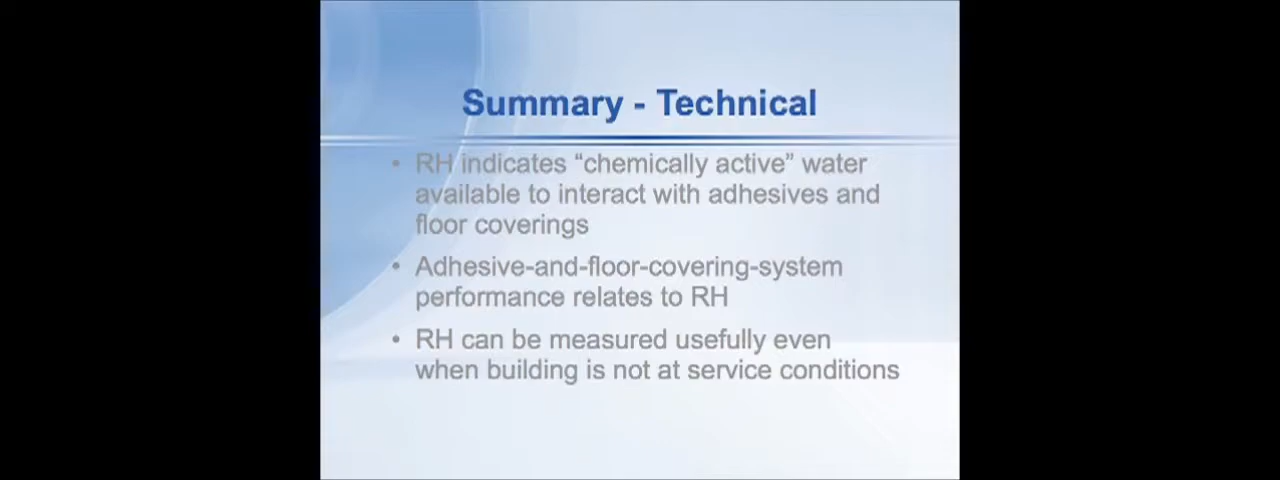 Summary - Technical
• RH indicates “chemically active” water
available to interact with adhesives and
floor coverings
• Adhesive-and-floor-covering-system
performance relates to RH
• RH can be measured usefully even
when building is not at service conditions